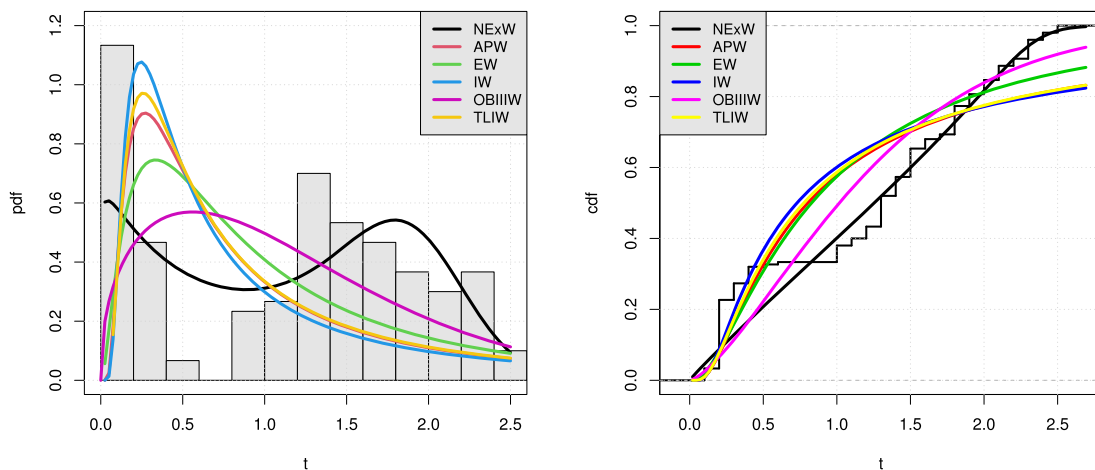 NExW
APW
EW
IW
OBIIIW
TLIW
pdf
0.0 0.2 0.4 0.6 0.8 1.0 1.2
0.0 0.5 1.0 1.5 2.0 2.5
t
NExW
APW
EW
IW
OBIIIW
TLIW
cdf
0.0 0.2 0.4 0.6 0.8 1.0
0.0 0.5 1.0 1.5 2.0 2.5
t